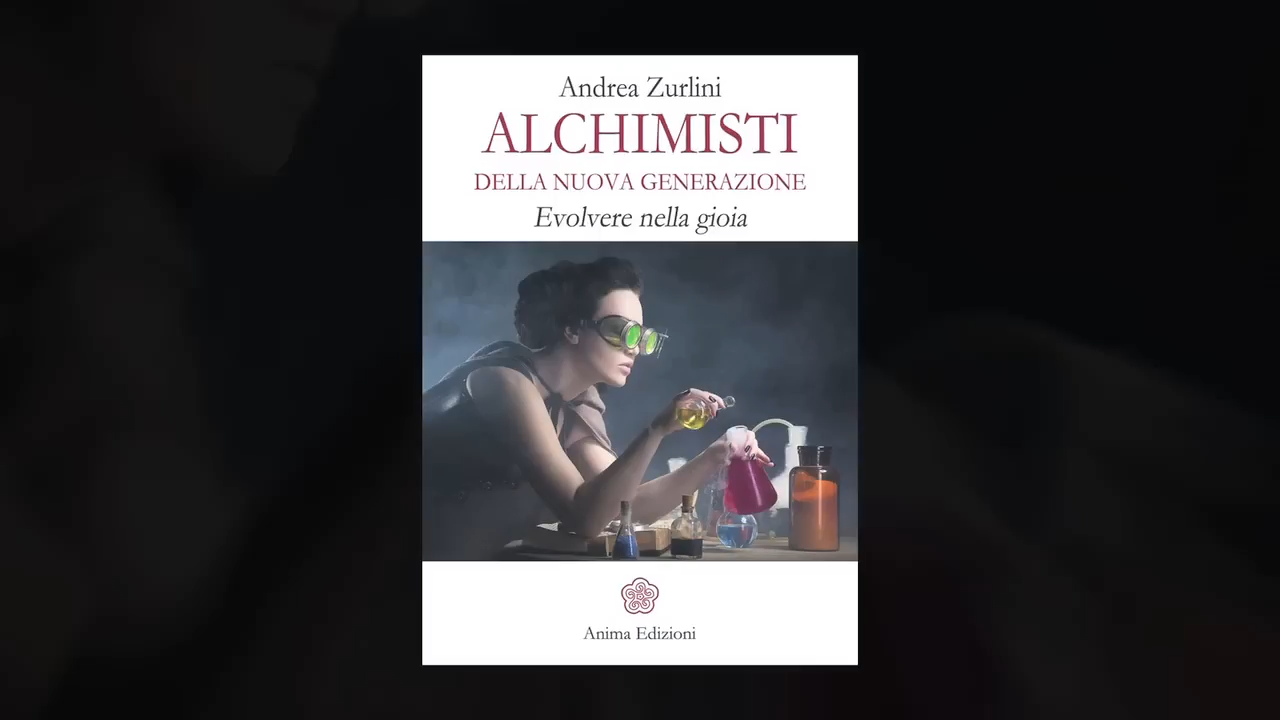 Andrea Zurlini
ALCHIMISTI
DELLA NUOVA GENERAZIONE
Evolvere nella gioia
Anima Edizioni